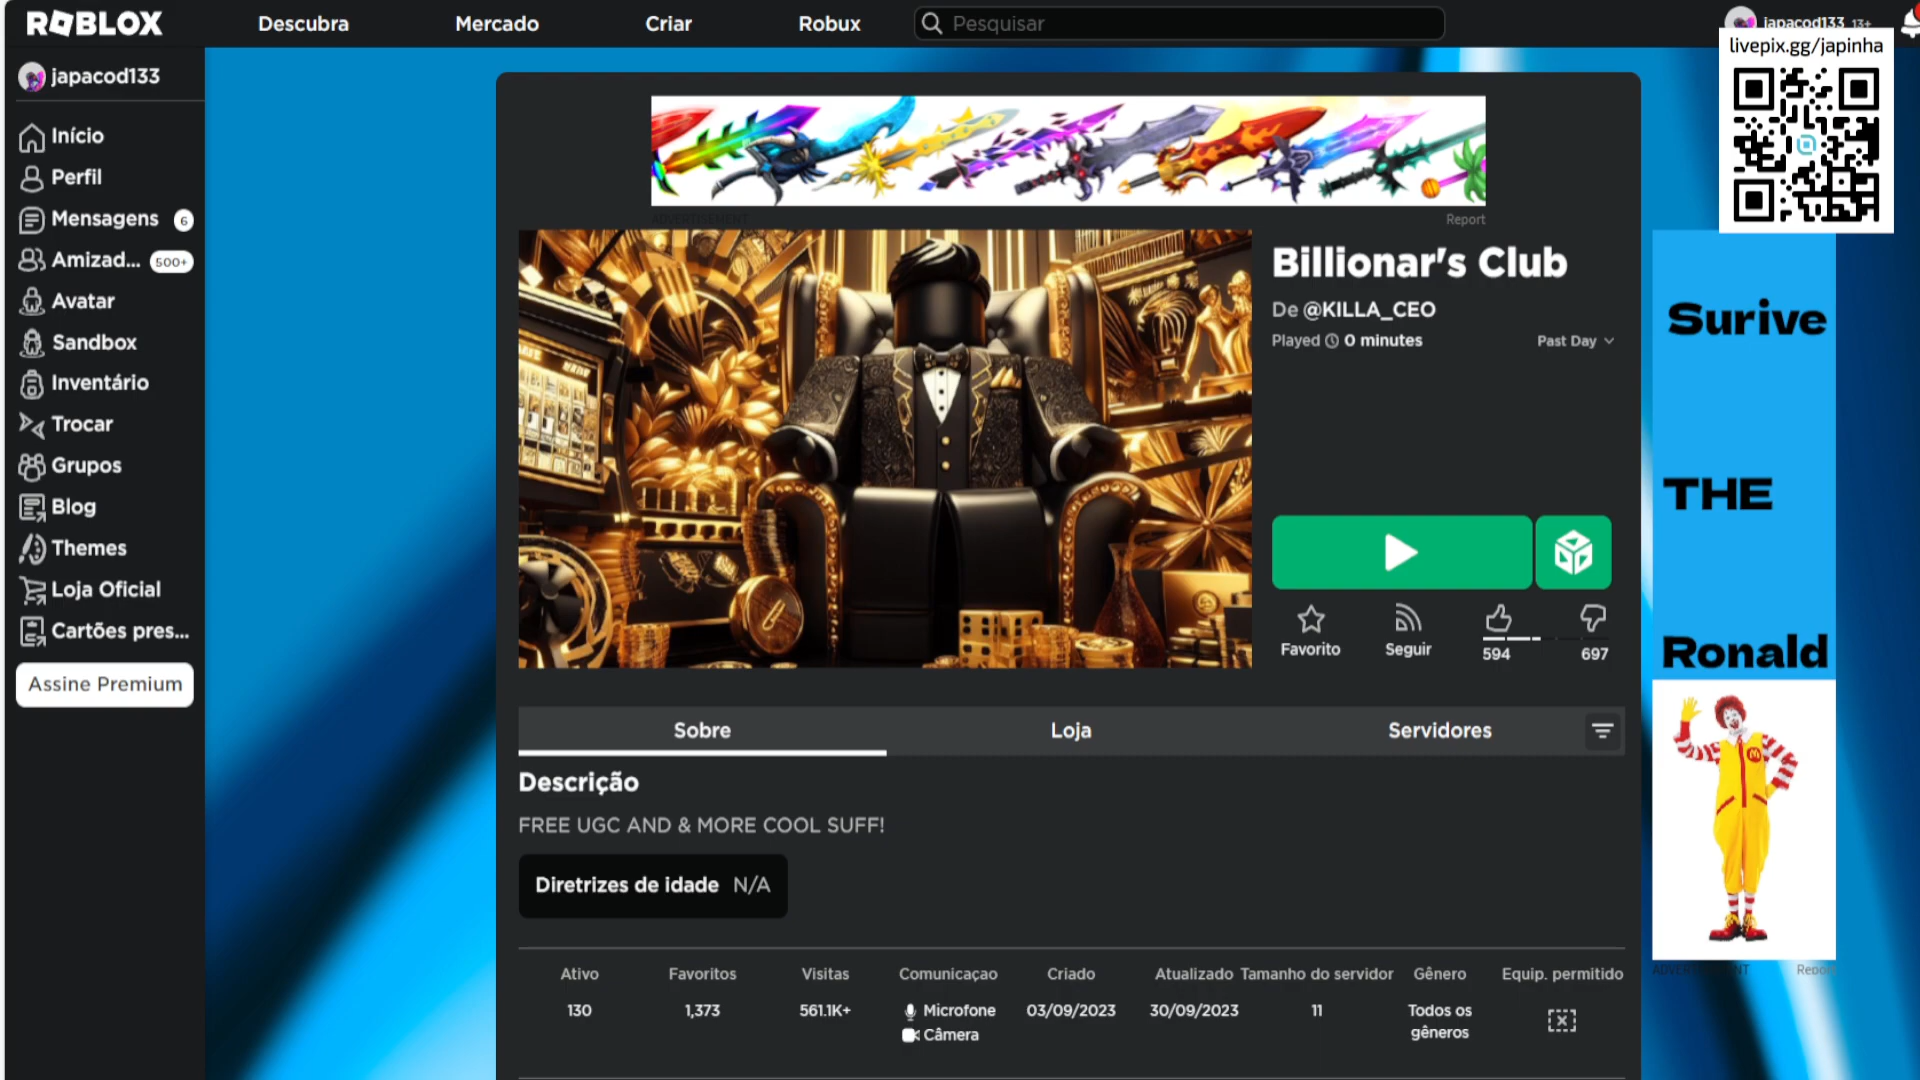 ROBLOX
Descubra
Mercado
Criar
Robux
Pesquisar
japacod133 13+
livepix.gg/japinha
japacod133
Início
Perfil
Mensagens 6
Amizad... 500+
Avatar
Sandbox
Inventário
Trocar
Grupos
Blog
Themes
Loja Oficial
Cartões pres...
Assine Premium
ADVERTISEMENT
Report
Billionar's Club
De @KILLA_CEO
Played 0 minutes
Past Day
Favorito
Seguir
594
697
Surive
THE
Ronald
Sobre
Loja
Servidores
Descrição
FREE UGC AND & MORE COOL SUFF!
Diretrizes de idade N/A
ADVERTISEMENT
Report
Ativo
Favoritos
Visitas
Comunicaçao
Criado
Atualizado
Tamanho do servidor
Gênero
Equip. permitido
130
1,373
561.1K+
Microfone
Câmera
03/09/2023
30/09/2023
11
Todos os
gêneros